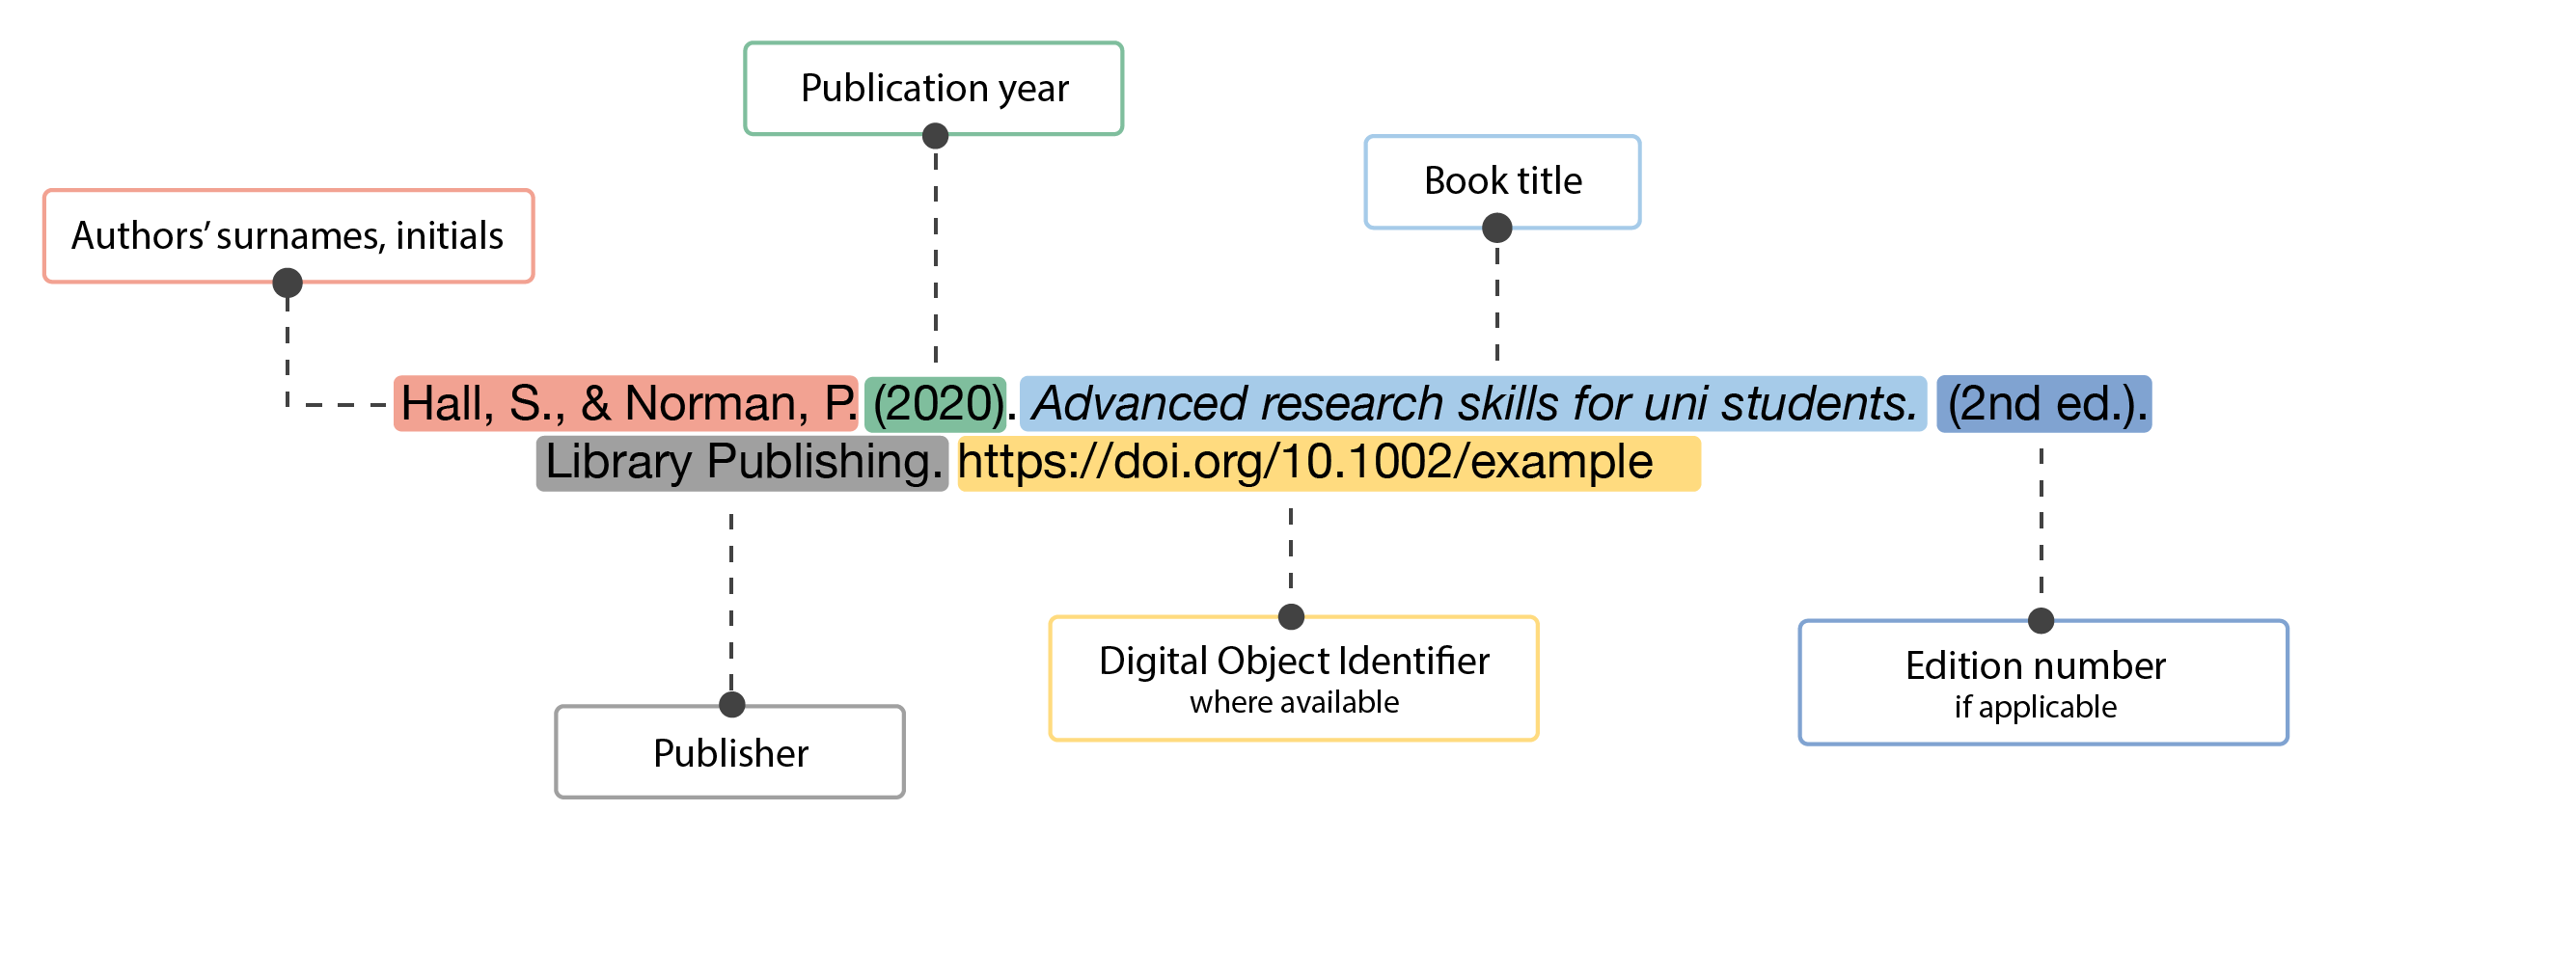 Publication year
Book title
Authors’ surnames, initials
Hall, S., & Norman, P. (2020). Advanced research skills for uni students. (2nd ed.).
Library Publishing. https://doi.org/10.1002/example
Digital Object Identifier
where available
Edition number
if applicable
Publisher